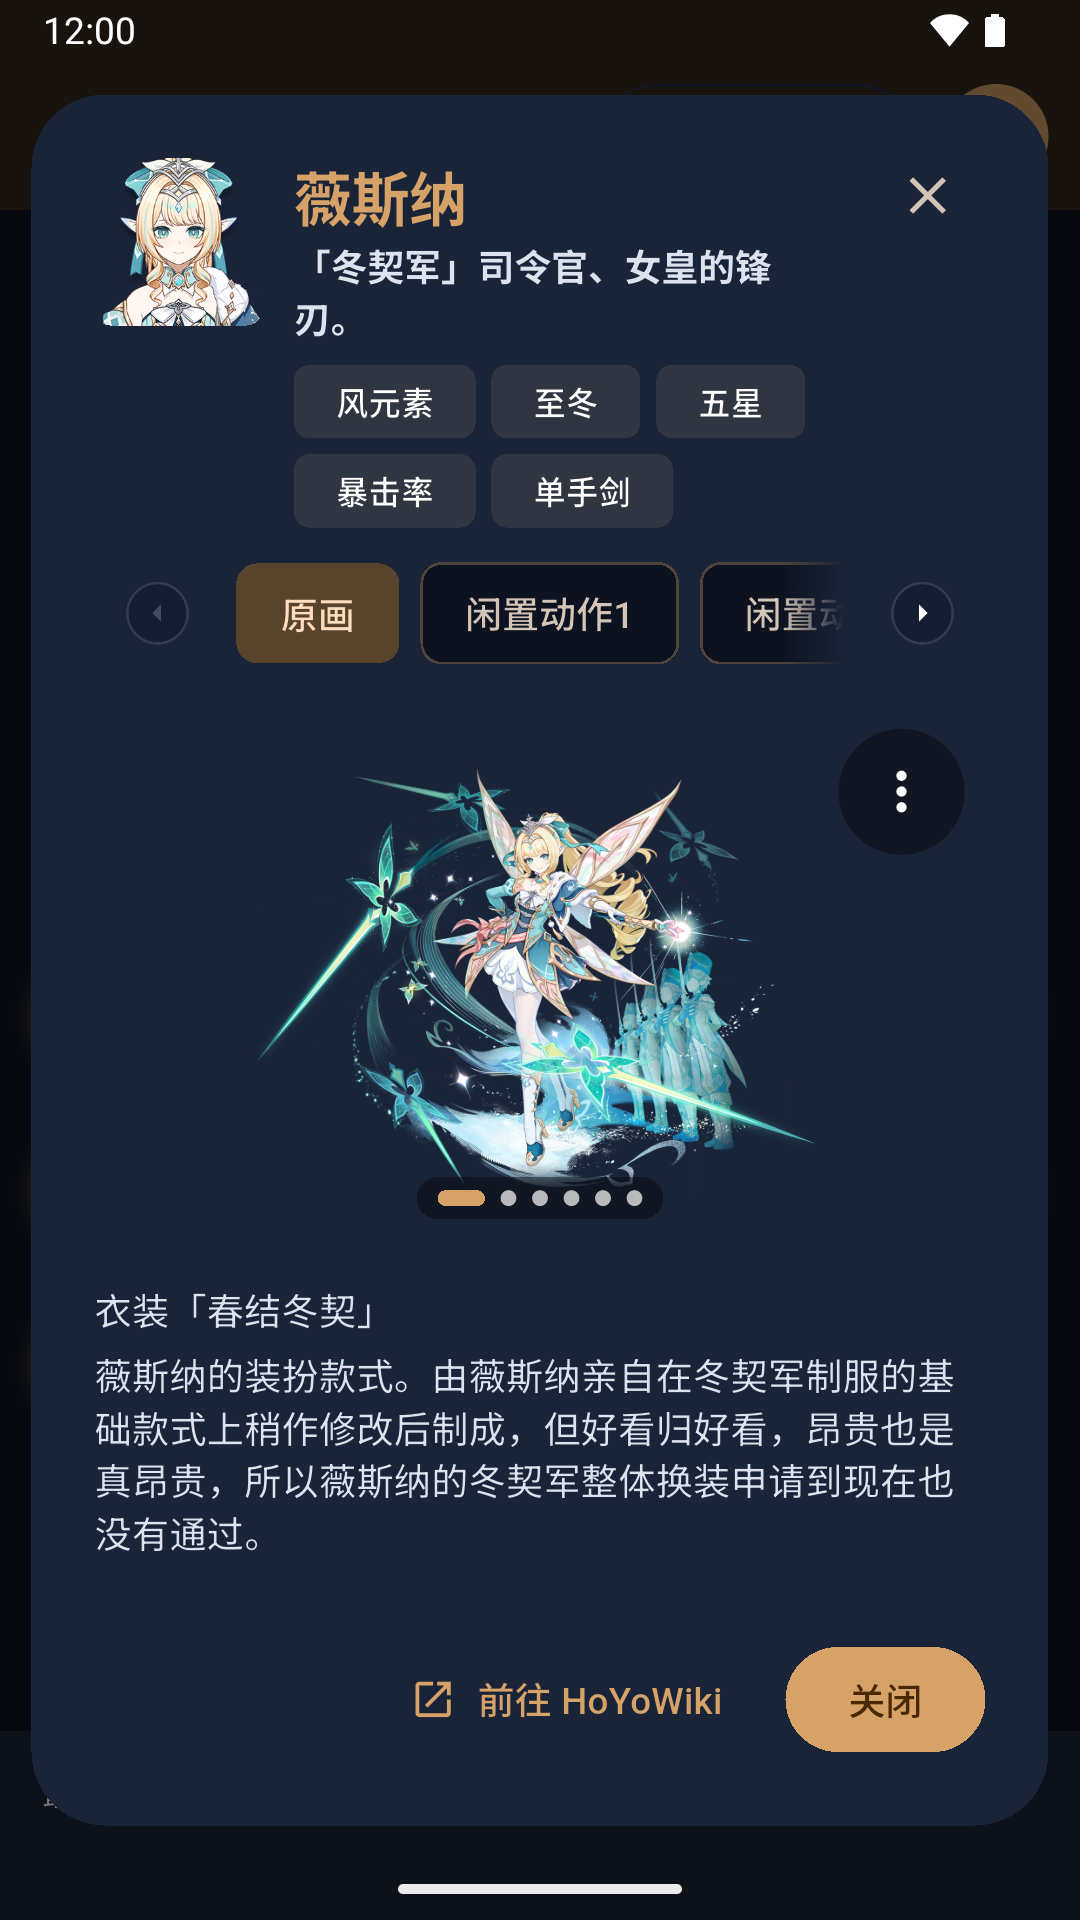 12:00
薇斯纳
「冬契军」司令官、女皇的锋
刃。
风元素
至冬
五星
暴击率
单手剑
原画
闲置动作1
闲置
衣装「春结冬契」
薇斯纳的装扮款式。由薇斯纳亲自在冬契军制服的基
础款式上稍作修改后制成，但好看归好看，昂贵也是
真昂贵，所以薇斯纳的冬契军整体换装申请到现在也
没有通过。
前往 HoYoWiki
关闭